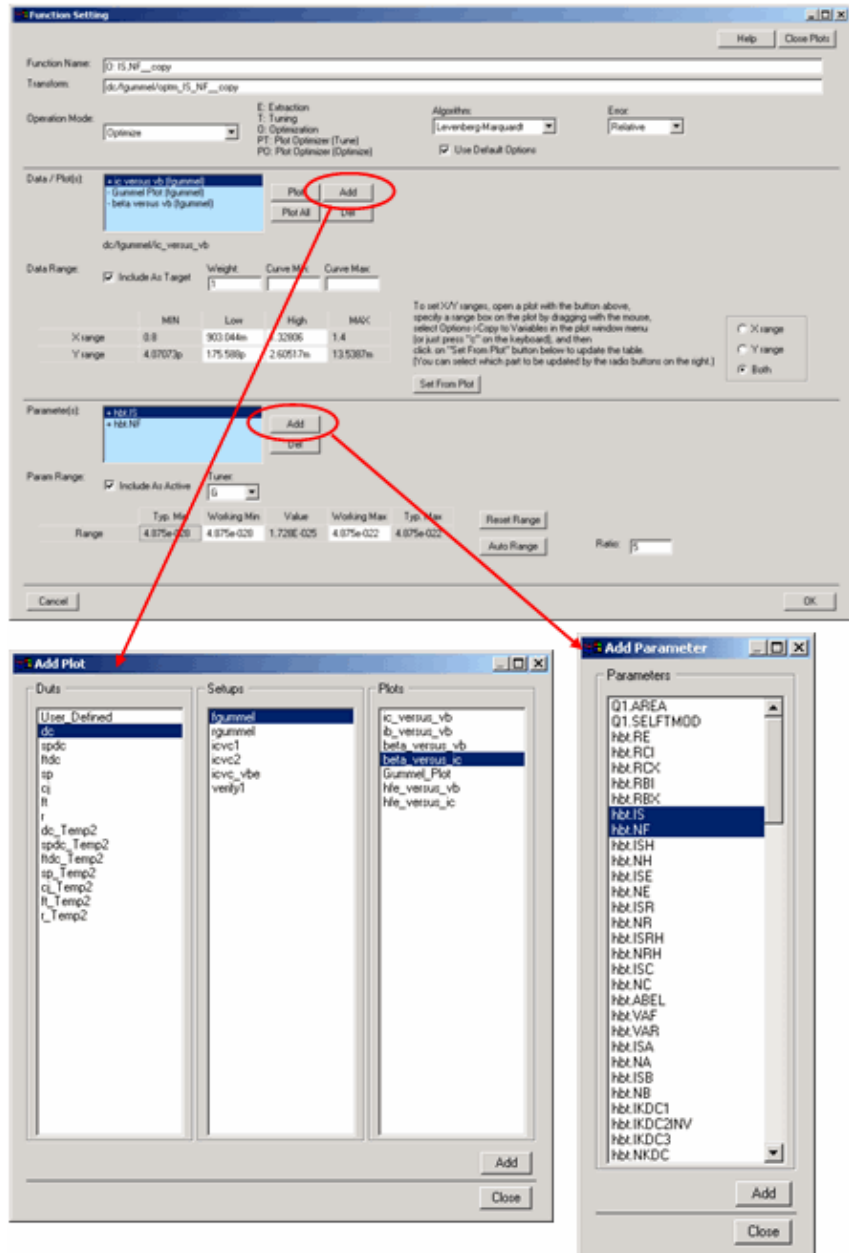 Function Setting
Help Close Plots
Function Name: O: IS,NF__copy
Transform: dc/fgummel/optm_IS_NF__copy
Operation Mode: Optimize
E: Extraction
T: Tuning
O: Optimization
PT: Plot Optimizer (Tune)
PO: Plot Optimizer (Optimize)
Algorithm: Levenberg-Marquardt
Use Default Options
Error: Relative
Data / Plot(s):
+ ic versus vb (fgummel)
- Gummel Plot (fgummel)
- beta versus vb (fgummel)
Plot Add
Plot All Del
dc/fgummel/ic_versus_vb
Data Range: Include As Target
Weight: 1
Curve Min: Curve Max:
MIN Low High MAX
X range 0.8 903.044m 1.32806 1.4
Y range 4.07073p 175.588p 2.60517m 13.5387m
To set X/Y ranges, open a plot with the button above,
specify a range box on the plot by dragging with the mouse,
select Options->Copy to Variables in the plot window menu
(or just press "c" on the keyboard), and then
click on "Set From Plot" button below to update the table.
(You can select which part to be updated by the radio buttons on the right.)
Set From Plot
X range
Y range
Both
Parameter(s):
+ hbt.IS
+ hbt.NF
Add
Del
Param Range: Include As Active
Tuner: G
Typ. Min Working Min Value Working Max Typ. Max
Range 4.875e-028 4.875e-028 1.728E-025 4.875e-022 4.875e-022
Reset Range
Auto Range
Ratio: 5
Cancel OK
Add Plot
Duts
User_Defined
dc
spdc
ftdc
sp
cj
ft
r
dc_Temp2
spdc_Temp2
ftdc_Temp2
sp_Temp2
cj_Temp2
ft_Temp2
r_Temp2
Setups
fgummel
rgummel
icvc1
icvc2
icvc_vbe
verify1
Plots
ic_versus_vb
ib_versus_vb
beta_versus_vb
beta_versus_ic
Gummel_Plot
hfe_versus_vb
hfe_versus_ic
Add
Close
Add Parameter
Parameters
Q1.AREA
Q1.SELFTMOD
hbt.RE
hbt.RCI
hbt.RCX
hbt.RBI
hbt.RBX
hbt.IS
hbt.NF
hbt.ISH
hbt.NH
hbt.ISE
hbt.NE
hbt.ISR
hbt.NR
hbt.ISRH
hbt.NRH
hbt.ISC
hbt.NC
hbt.ABEL
hbt.VAF
hbt.VAR
hbt.ISA
hbt.NA
hbt.ISB
hbt.NB
hbt.IKDC1
hbt.IKDC2INV
hbt.IKDC3
hbt.NKDC
Add
Close